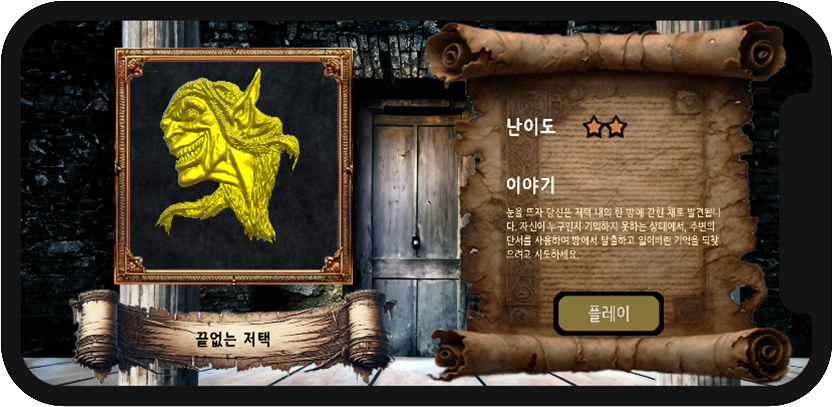 난이도
이야기
눈을 뜨자 당신은 저택 내의 한 방에 갇힌 채로 발견됩니
다. 자신이 누구인지 기억하지 못하는 상태에서, 주변의
단서를 사용하여 방에서 탈출하고 잃어버린 기억을 되찾
으려고 시도하세요.
플레이
끝없는 저택